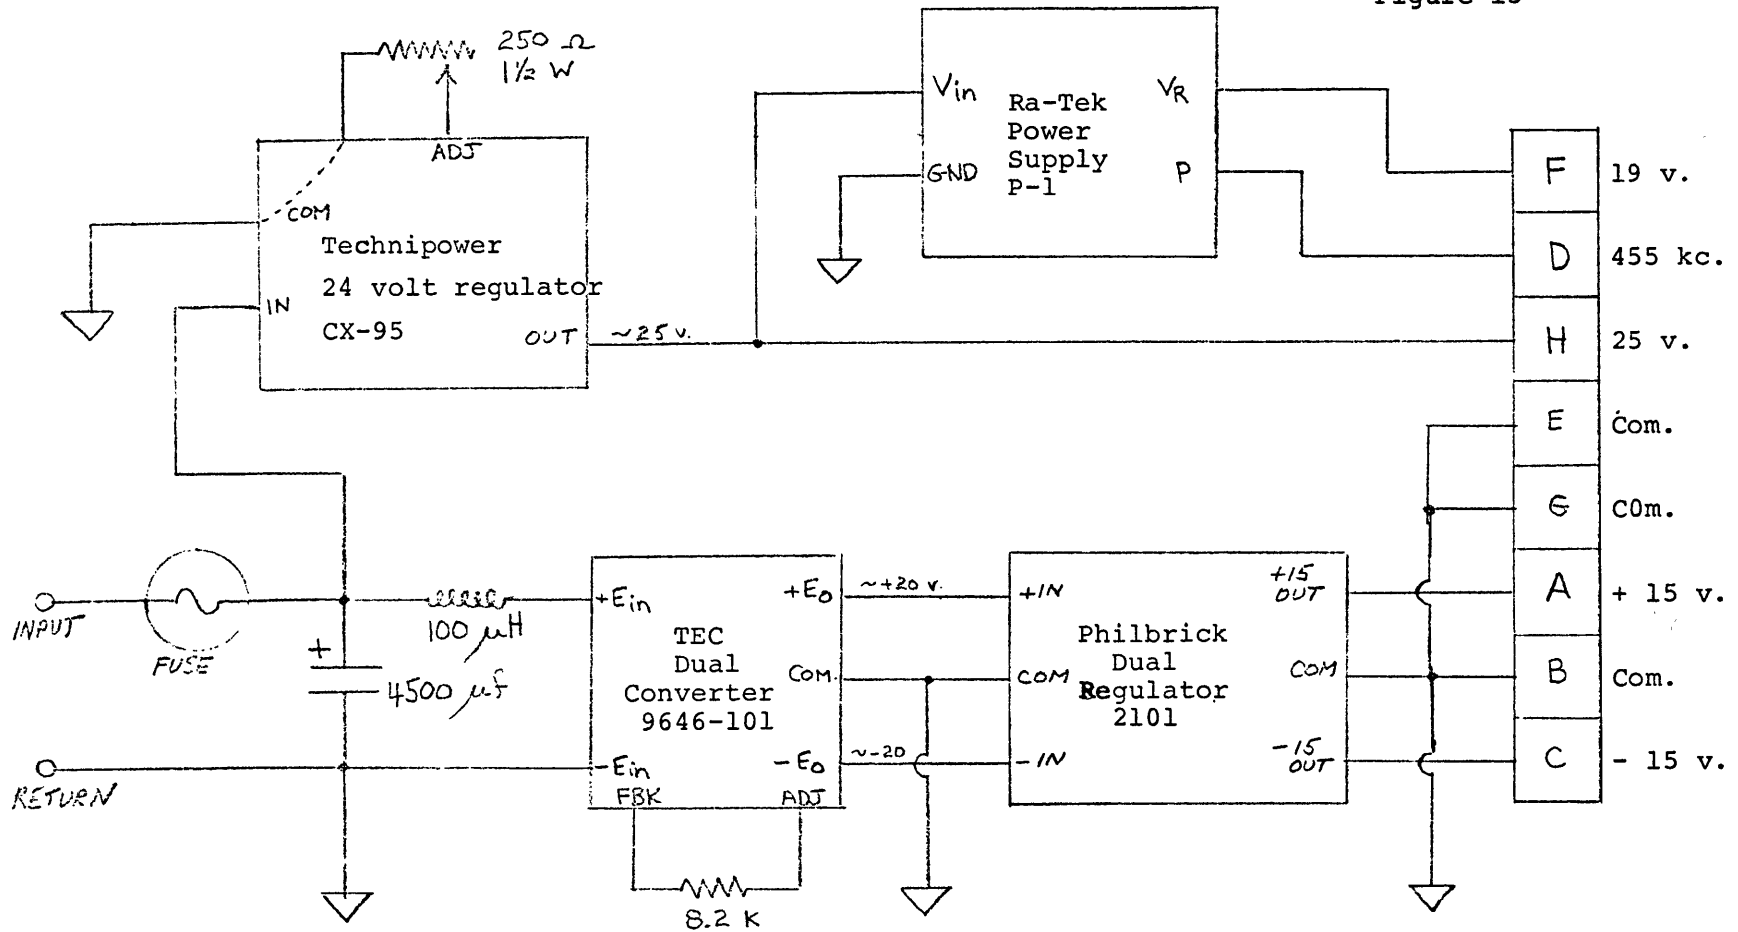 250 Ω
1½ W
ADJ
COM
Technipower
24 volt regulator
CX-95
IN
OUT
~25 v.
Vin
GND
Ra-Tek
Power
Supply
P-1
VR
P
F 19 v.
D 455 kc.
H 25 v.
E Com.
G C0m.
A + 15 v.
B Com.
C - 15 v.
INPUT
FUSE
RETURN
+
4500 µf
100 µH
+Ein
-Ein
FBK
TEC
Dual
Converter
9646-101
+Eo
COM.
-Eo
ADJ
8.2 K
~+20 v.
~-20
+IN
COM
-IN
Philbrick
Dual
Regulator
2101
+15
OUT
COM
-15
OUT